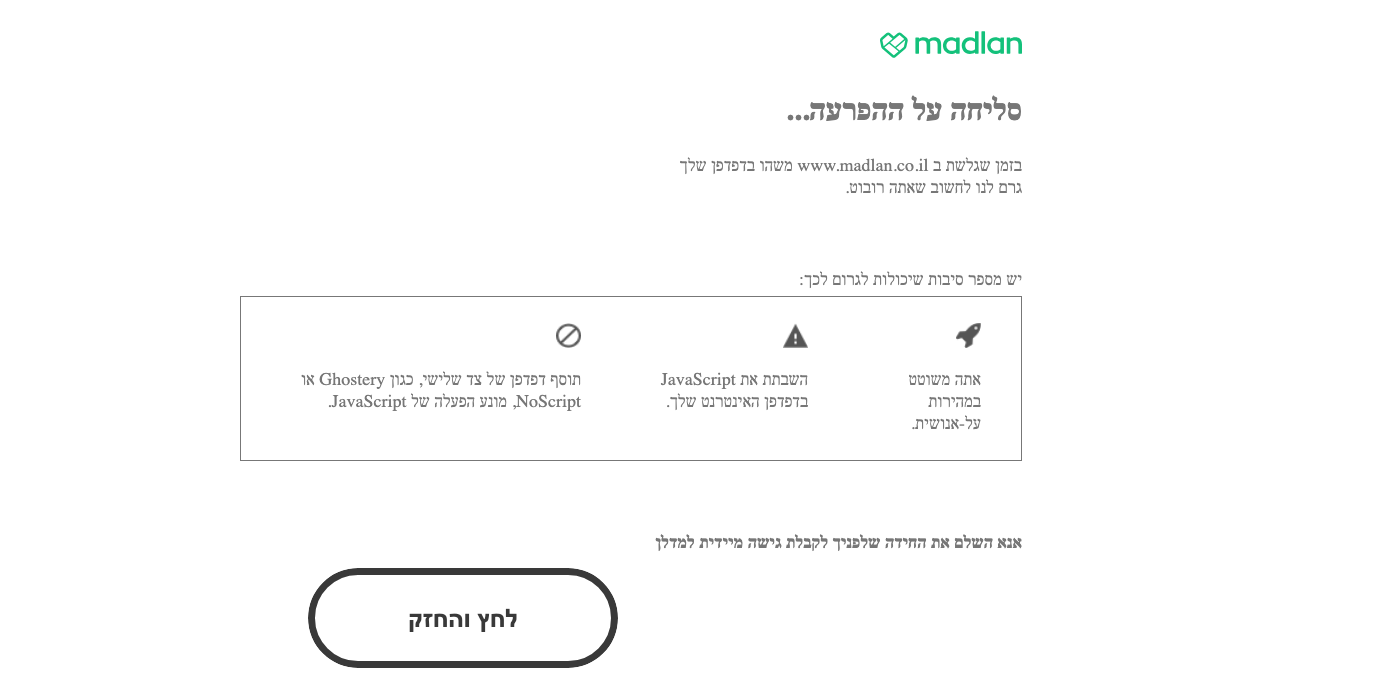 madlan
סליחה על ההפרעה...
בזמן שגלשת ב www.madlan.co.il משהו בדפדפן שלך
גרם לנו לחשוב שאתה רובוט.
יש מספר סיבות שיכולות לגרום לכך:
אתה משוטט
במהירות
על-אנושית.
השבתת את JavaScript
בדפדפן האינטרנט שלך.
תוסף דפדפן של צד שלישי, כגון Ghostery או
NoScript, מונע הפעלה של JavaScript.
אנא השלם את החידה שלפניך לקבלת גישה מיידית למדלן
לחץ והחזק